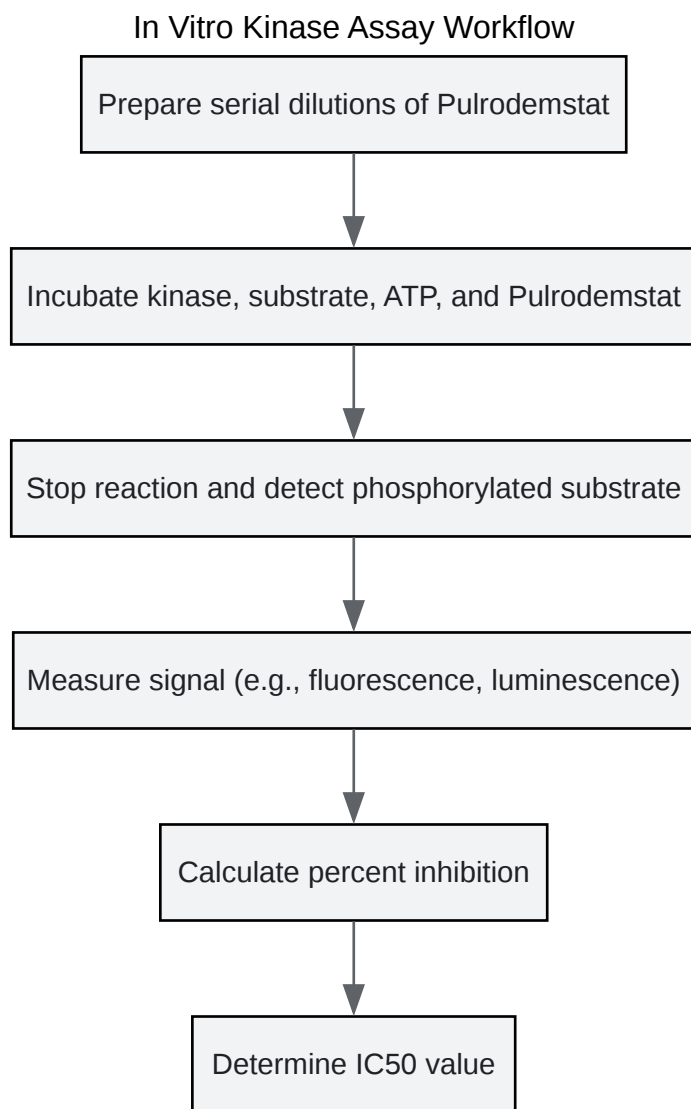 In Vitro Kinase Assay Workflow
Prepare serial dilutions of Pulrodemstat
Incubate kinase, substrate, ATP, and Pulrodemstat
Stop reaction and detect phosphorylated substrate
Measure signal (e.g., fluorescence, luminescence)
Calculate percent inhibition
Determine IC50 value